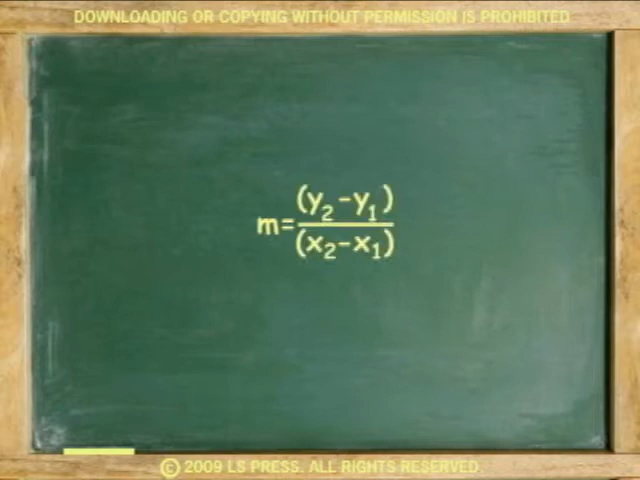 DOWNLOADING OR COPYING WITHOUT PERMISSION IS PROHIBITED
m=(y₂-y₁)/(x₂-x₁)
© 2009 LS PRESS. ALL RIGHTS RESERVED.